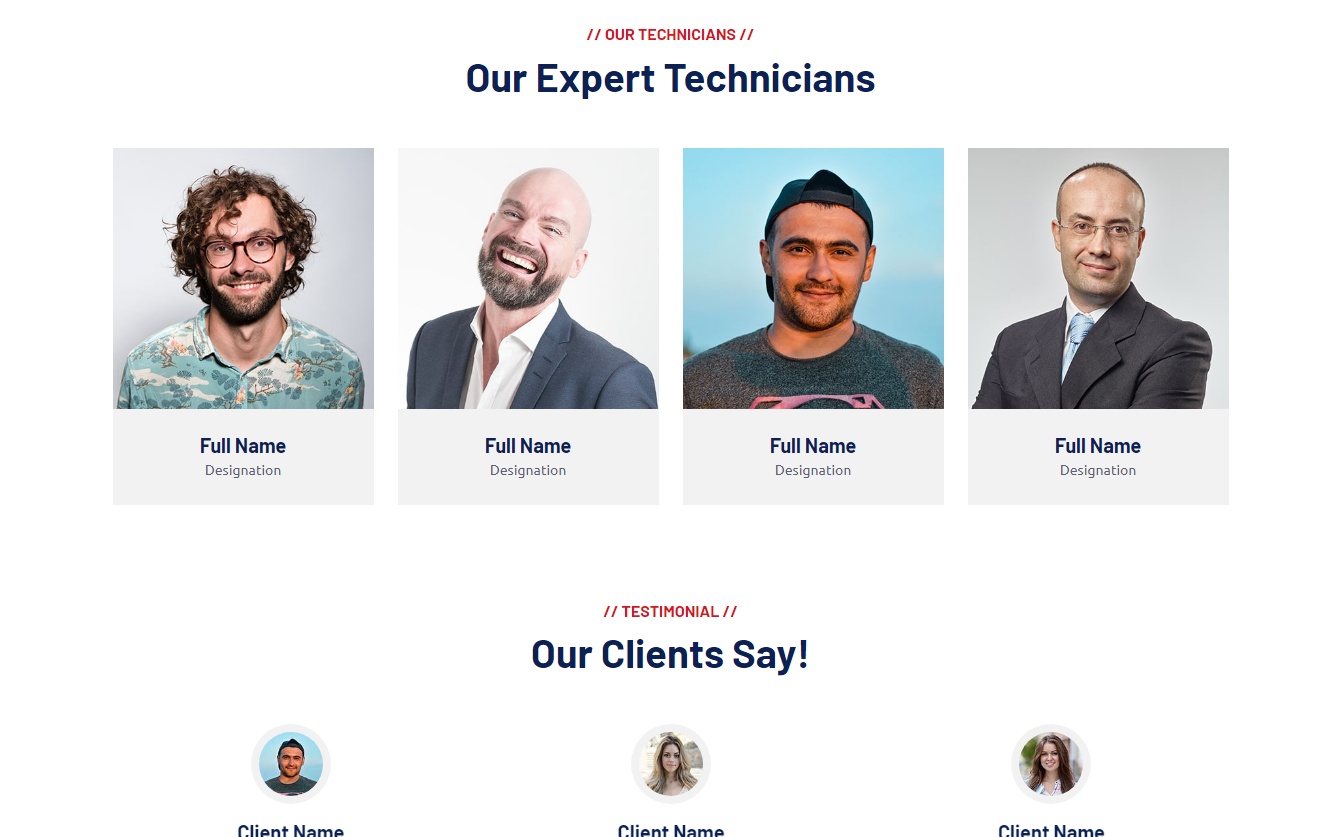 // OUR TECHNICIANS //
Our Expert Technicians
Full Name
Designation
Full Name
Designation
Full Name
Designation
Full Name
Designation
// TESTIMONIAL //
Our Clients Say!
Client Name
Client Name
Client Name